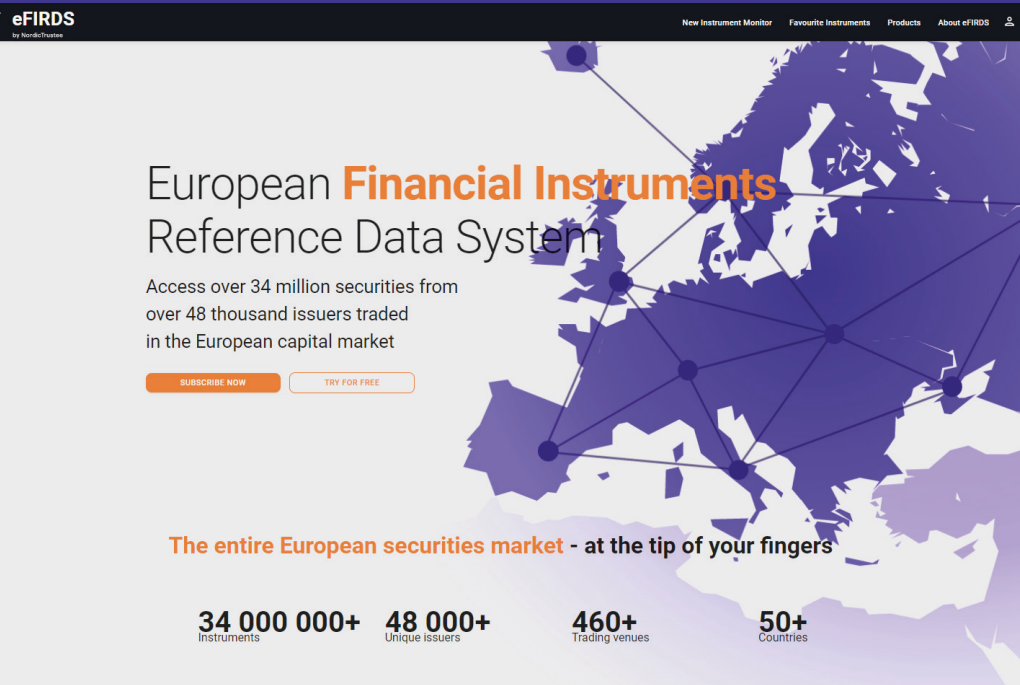 eFIRDS
by NordicTrustee
New Instrument Monitor Favourite Instruments Products About eFIRDS
European Financial Instruments
Reference Data System
Access over 34 million securities from
over 48 thousand issuers traded
in the European capital market
SUBSCRIBE NOW TRY FOR FREE
The entire European securities market - at the tip of your fingers
34 000 000+ 48 000+ 460+ 50+
Instruments Unique issuers Trading venues Countries